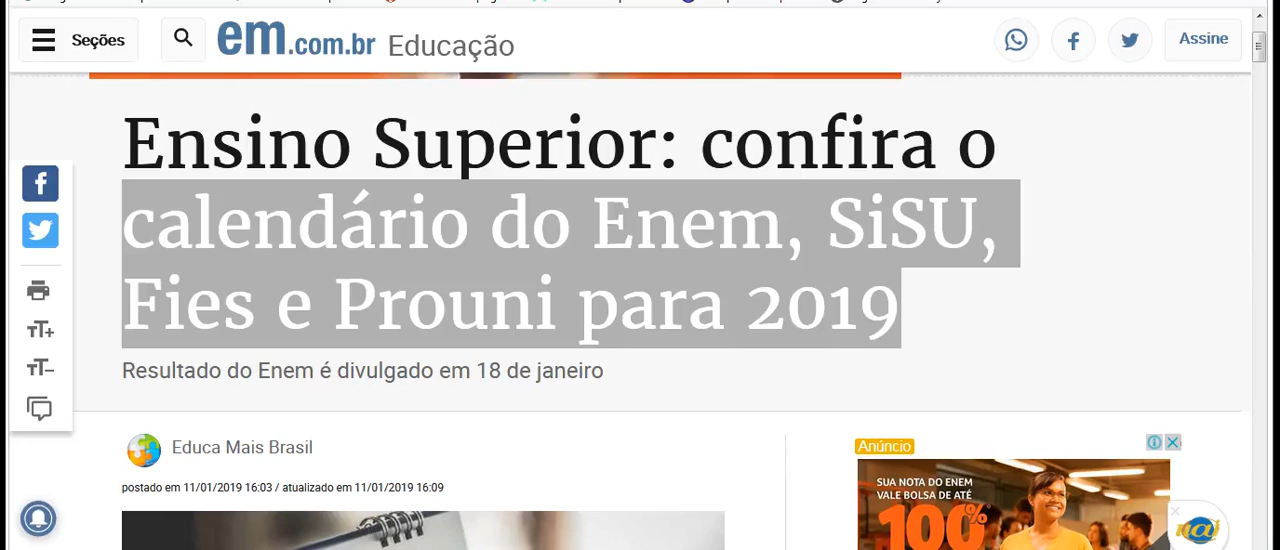 Seções
em.com.br Educação
Assine
Ensino Superior: confira o
calendário do Enem, SiSU,
Fies e Prouni para 2019
Resultado do Enem é divulgado em 18 de janeiro
Educa Mais Brasil
postado em 11/01/2019 16:03 / atualizado em 11/01/2019 16:09
Anúncio
SUA NOTA DO ENEM
VALE BOLSA DE ATÉ
100%
uai